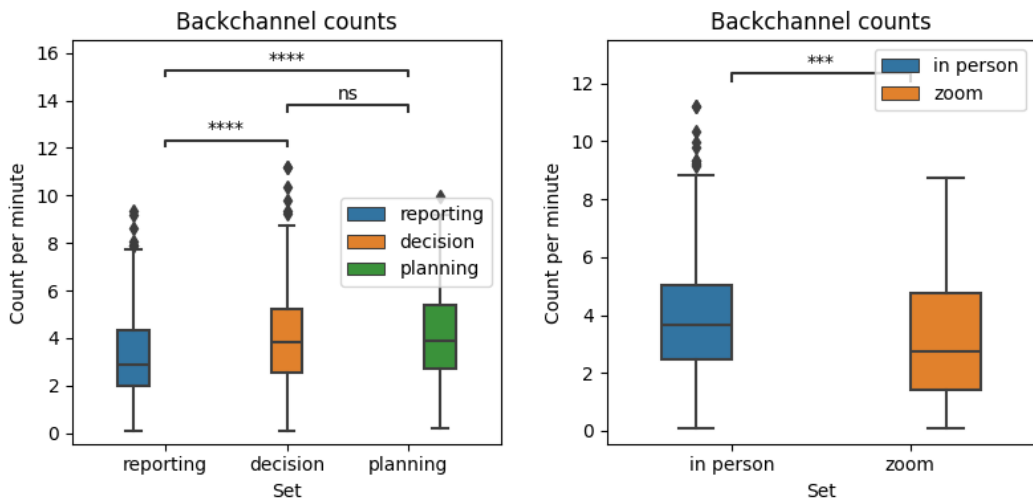 Backchannel counts
16
14
12
10
8
6
4
2
0
Count per minute
****
ns
****
reporting
decision
planning
reporting decision planning
Set
Backchannel counts
12
10
8
6
4
2
0
Count per minute
***
in person
zoom
in person zoom
Set